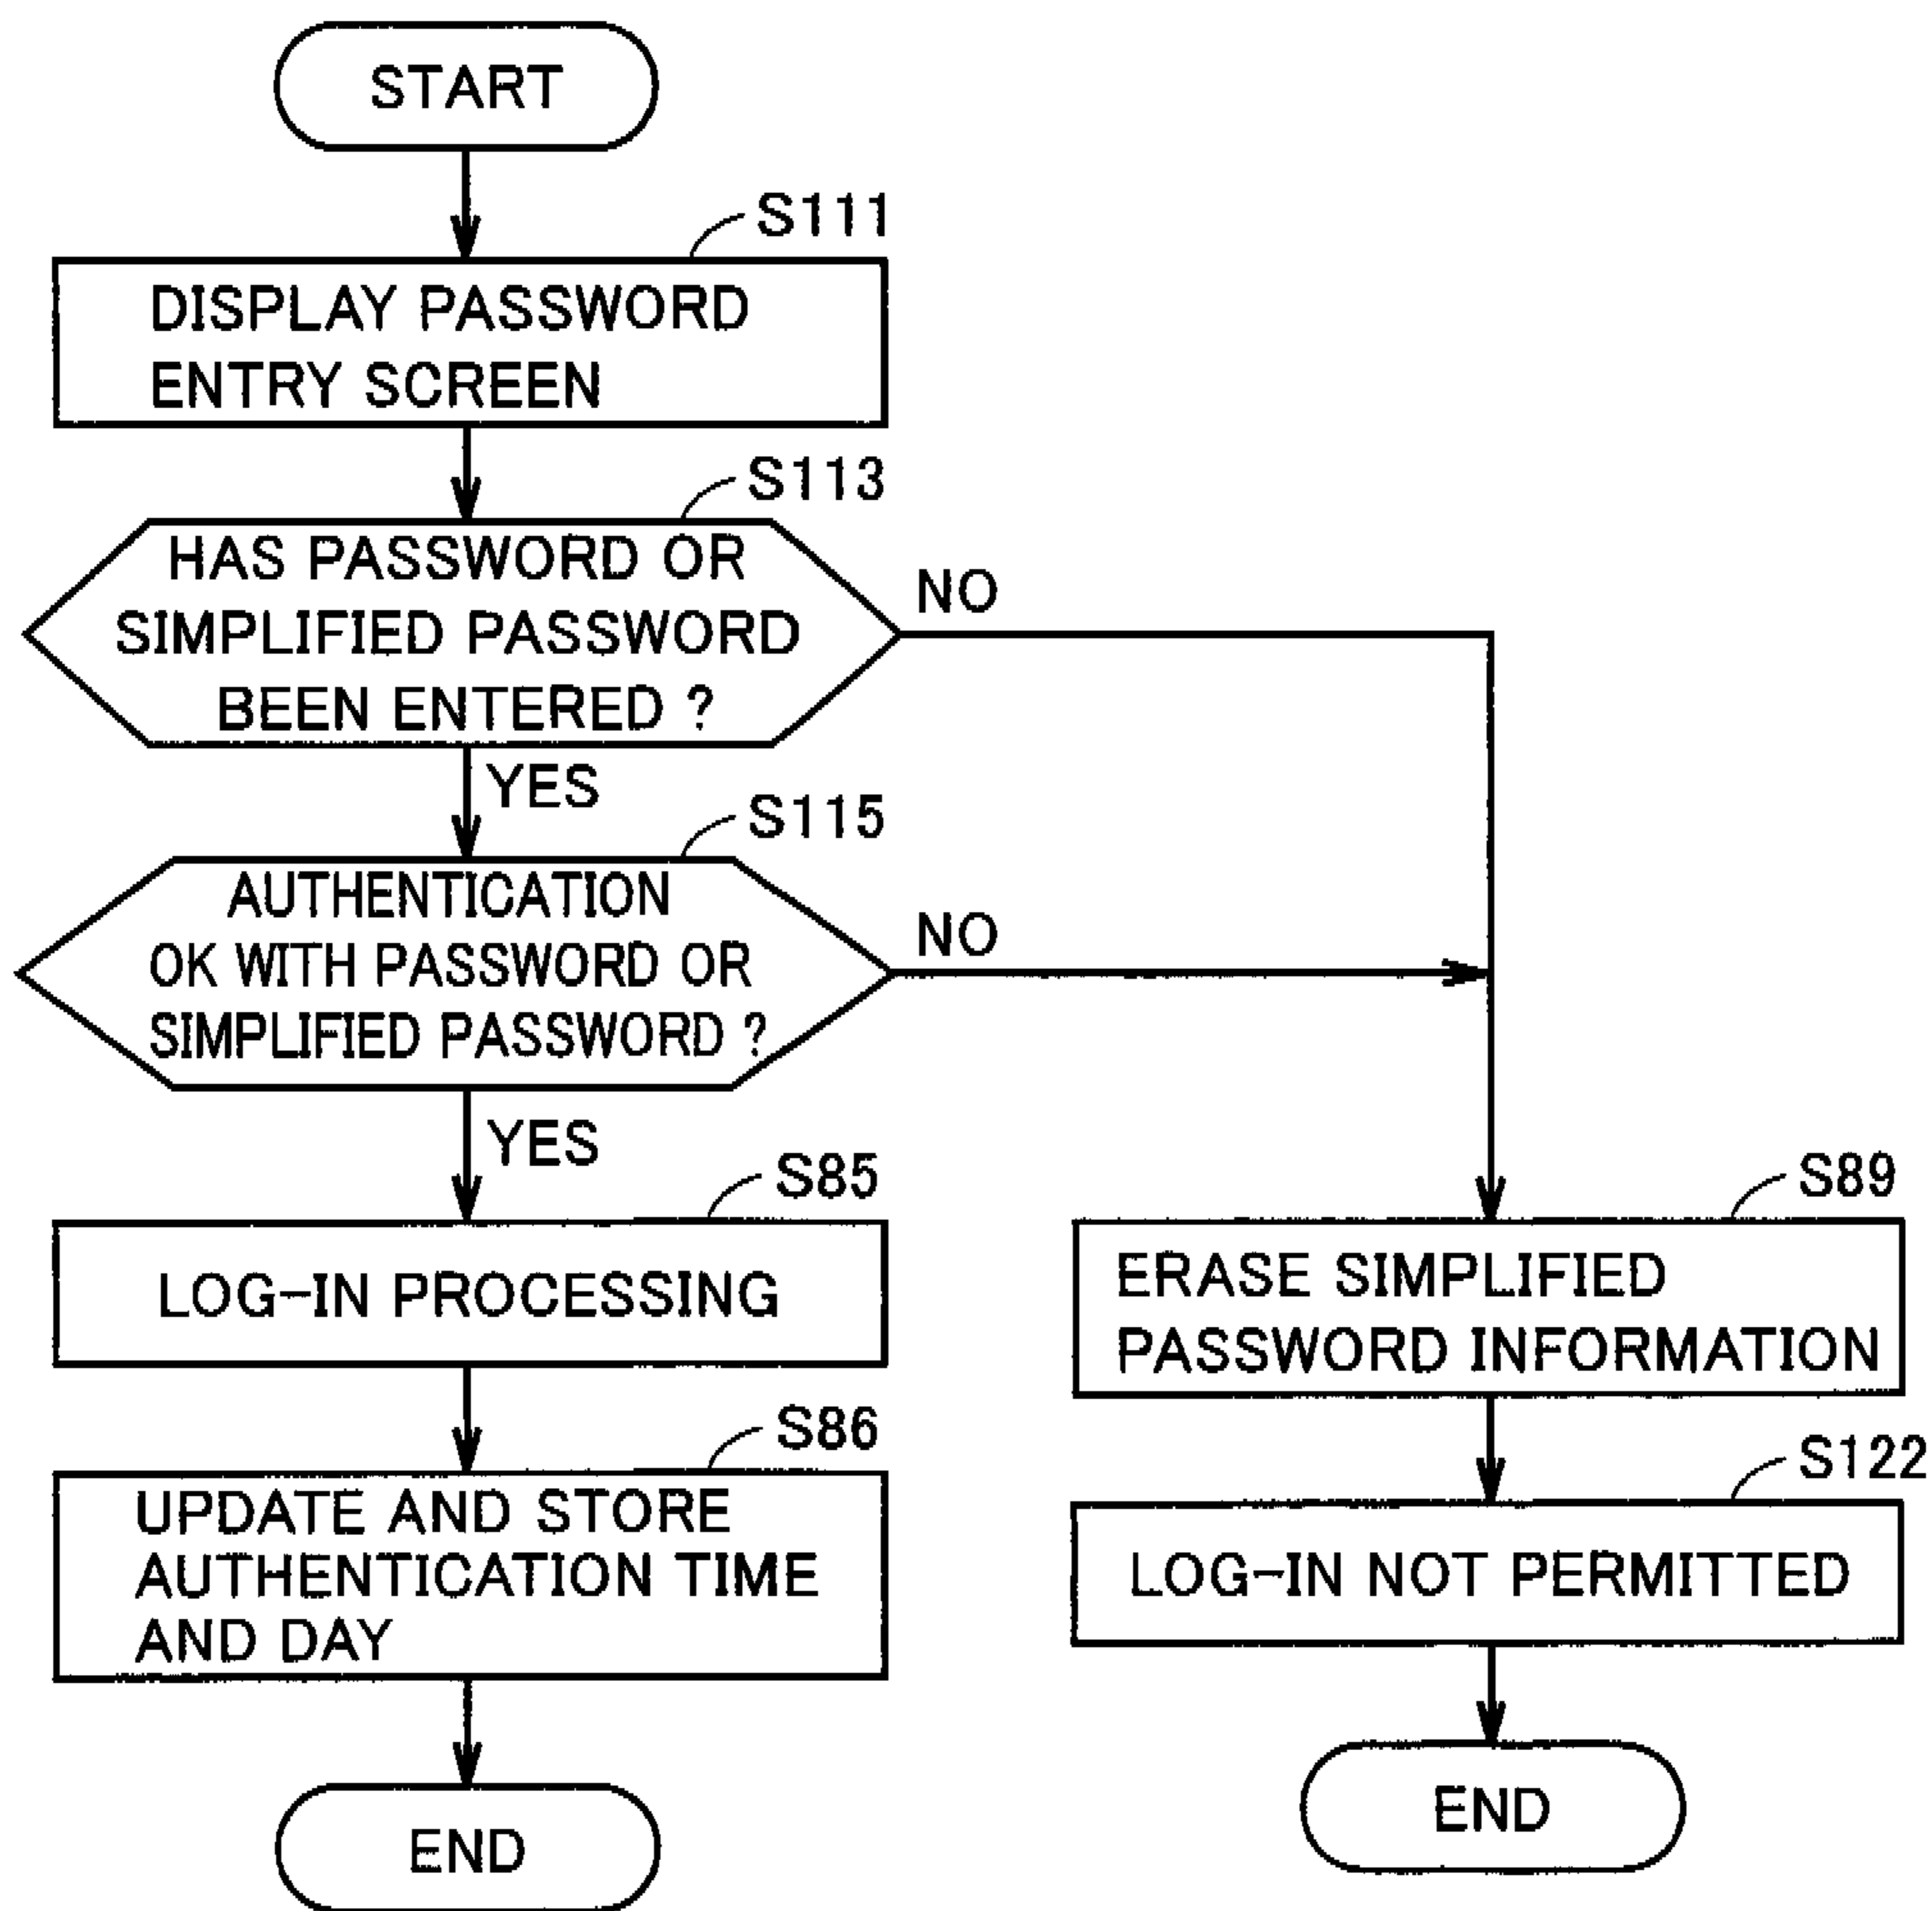 START
S111
DISPLAY PASSWORD
ENTRY SCREEN
S113
HAS PASSWORD OR
SIMPLIFIED PASSWORD
BEEN ENTERED ?
NO
YES
S115
AUTHENTICATION
OK WITH PASSWORD OR
SIMPLIFIED PASSWORD ?
NO
YES
S85
LOG-IN PROCESSING
S86
UPDATE AND STORE
AUTHENTICATION TIME
AND DAY
END
S89
ERASE SIMPLIFIED
PASSWORD INFORMATION
S122
LOG-IN NOT PERMITTED
END